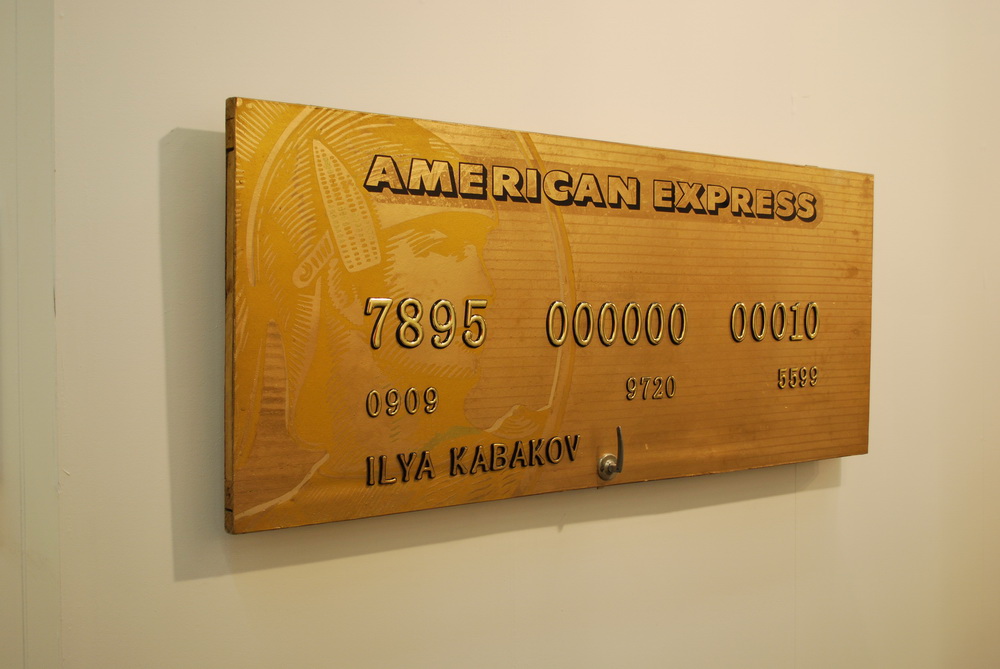 AMERICAN EXPRESS
7895 000000 00010
0909 9720 5599
ILYA KABAKOV